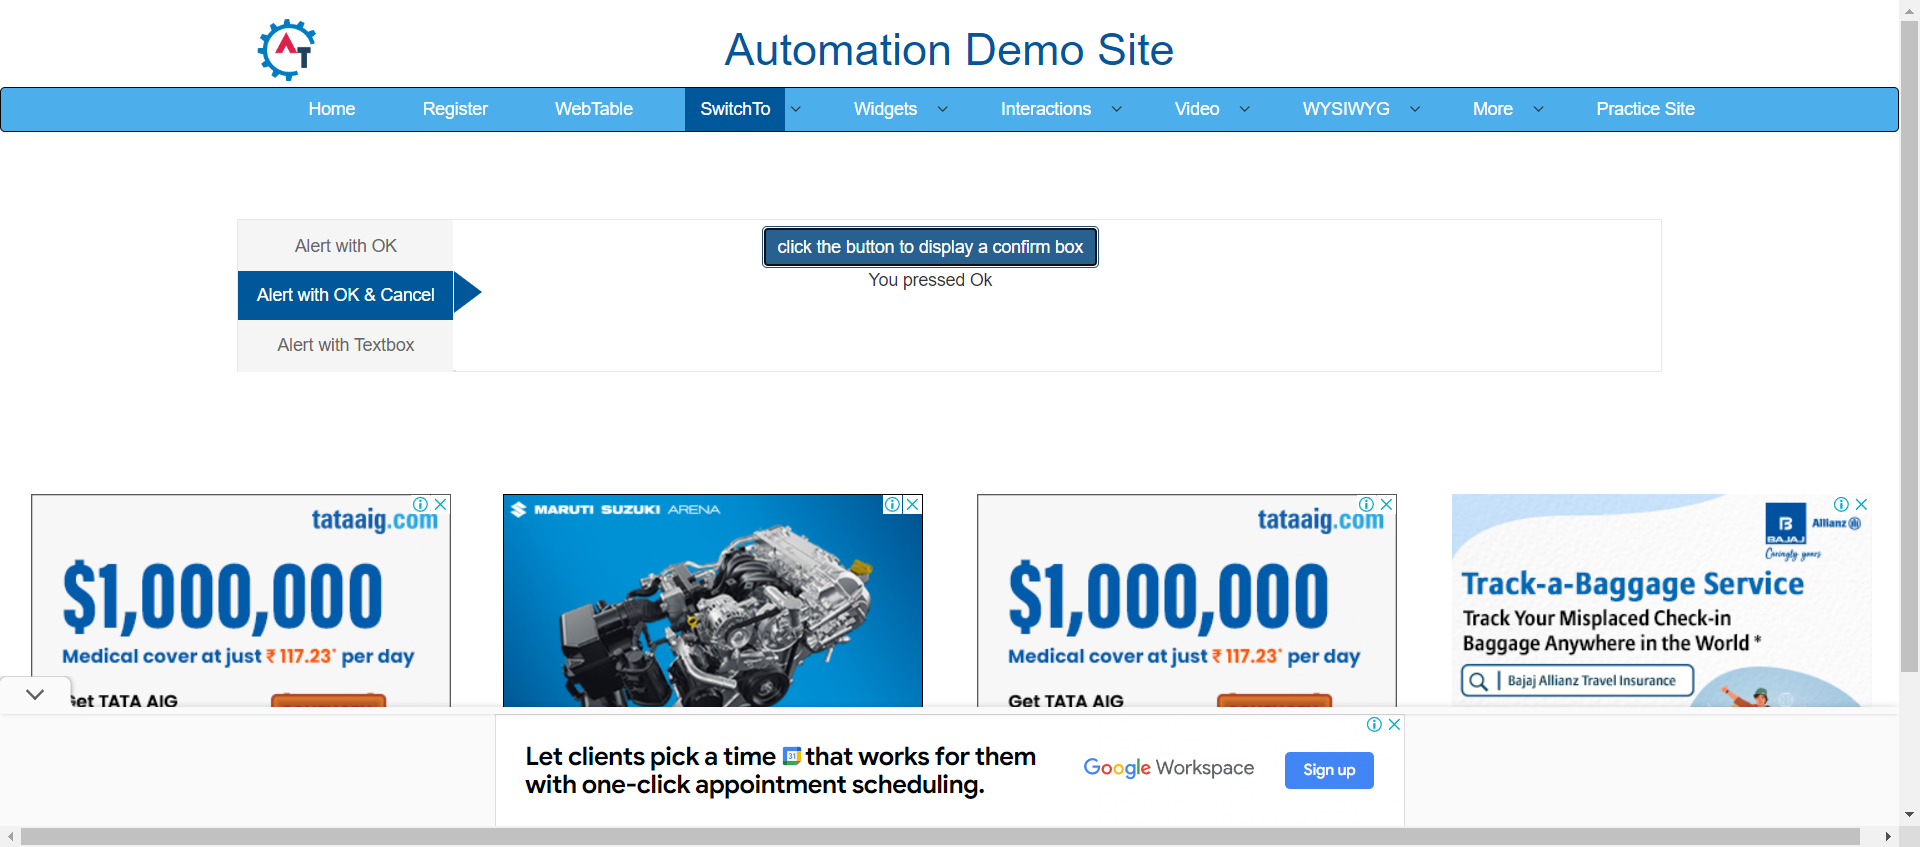 AT
Automation Demo Site
Home Register WebTable SwitchTo Widgets Interactions Video WYSIWYG More Practice Site
Alert with OK
Alert with OK & Cancel
Alert with Textbox
click the button to display a confirm box
You pressed Ok
tataaig.com
$1,000,000
Medical cover at just ₹ 117.23* per day
Get TATA AIG
MARUTI SUZUKI ARENA
tataaig.com
$1,000,000
Medical cover at just ₹ 117.23* per day
Get TATA AIG
B
BAJAJ
Allianz
Caringly yours
Track-a-Baggage Service
Track Your Misplaced Check-in
Baggage Anywhere in the World *
Bajaj Allianz Travel Insurance
Let clients pick a time 31 that works for them
with one-click appointment scheduling.
Google Workspace
Sign up